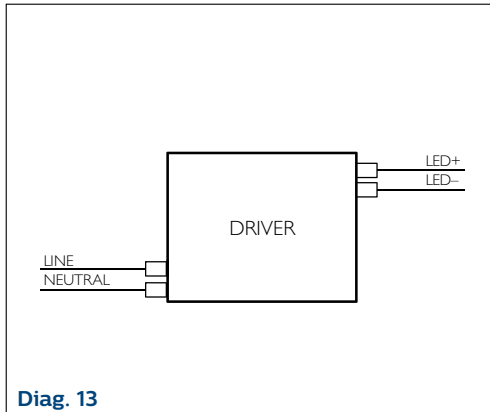 LED+
LED–
DRIVER
LINE
NEUTRAL
Diag. 13